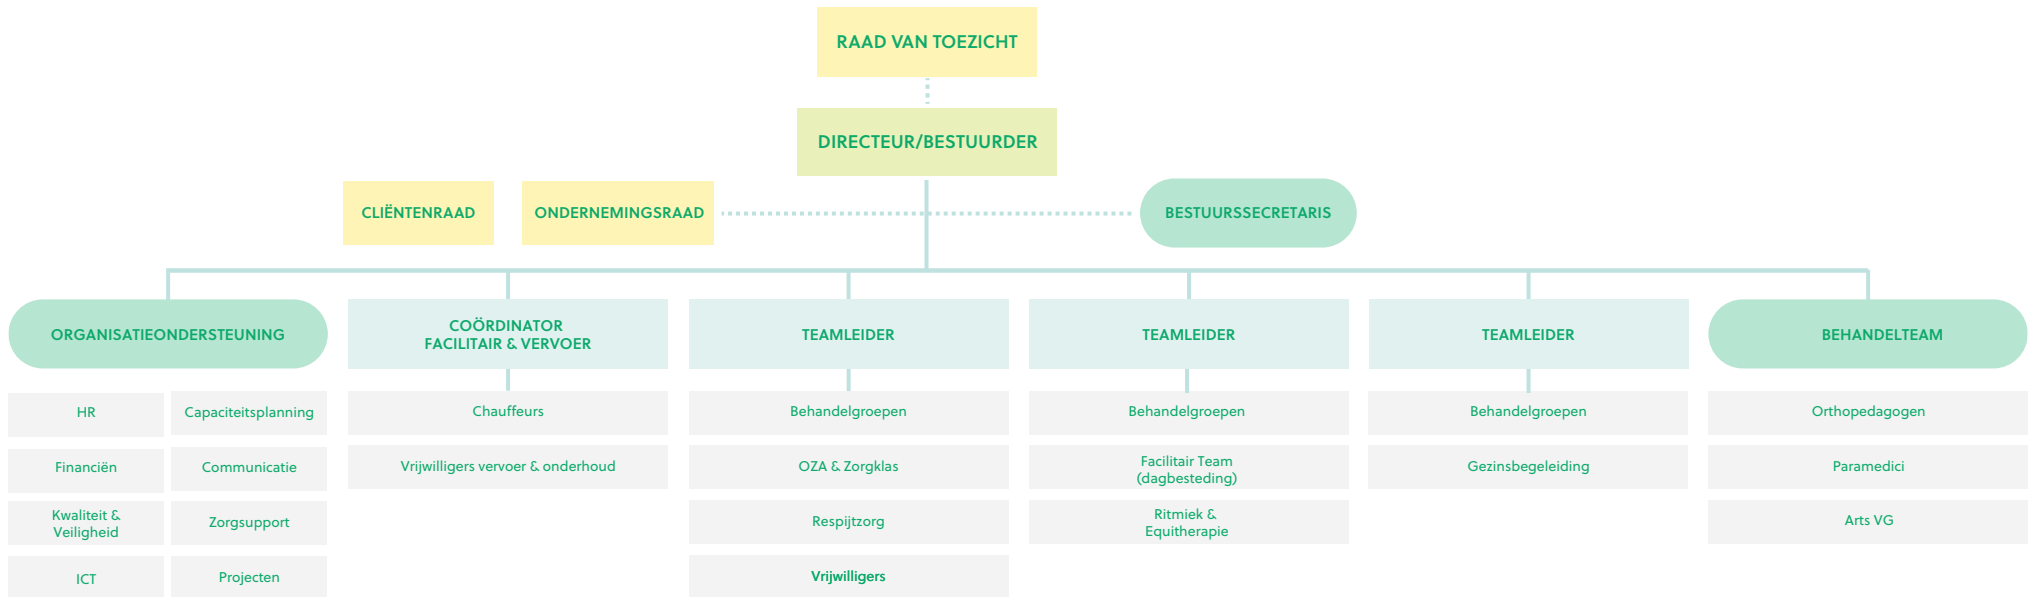 RAAD VAN TOEZICHT
DIRECTEUR/BESTUURDER
CLIËNTENRAAD
ONDERNEMINGSRAAD
BESTUURSSECRETARIS
ORGANISATIEONDERSTEUNING
COÖRDINATOR
FACILITAIR & VERVOER
TEAMLEIDER
TEAMLEIDER
TEAMLEIDER
BEHANDELTEAM
HR
Capaciteitsplanning
Financiën
Communicatie
Kwaliteit &
Veiligheid
Zorgsupport
ICT
Projecten
Chauffeurs
Vrijwilligers vervoer & onderhoud
Behandelgroepen
OZA & Zorgklas
Respijtzorg
Vrijwilligers
Behandelgroepen
Facilitair Team
(dagbesteding)
Ritmiek &
Equitherapie
Behandelgroepen
Gezinsbegeleiding
Orthopedagogen
Paramedici
Arts VG